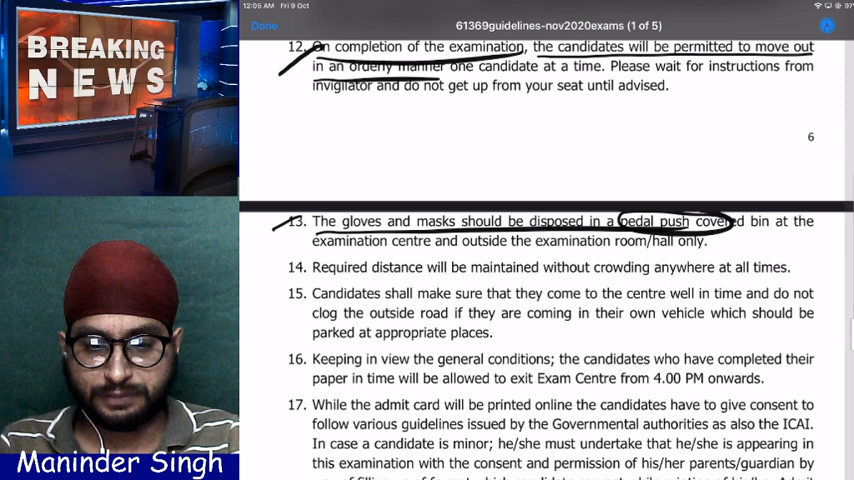 12:05 AM Fri 9 Oct
97
Done
61369guidelines-nov2020exams (1 of 5)
BREAKING
NEWS
12. On completion of the examination, the candidates will be permitted to move out
in an orderly manner one candidate at a time. Please wait for instructions from
invigilator and do not get up from your seat until advised.
6
13. The gloves and masks should be disposed in a pedal push covered bin at the
examination centre and outside the examination room/hall only.
14. Required distance will be maintained without crowding anywhere at all times.
15. Candidates shall make sure that they come to the centre well in time and do not
clog the outside road if they are coming in their own vehicle which should be
parked at appropriate places.
16. Keeping in view the general conditions; the candidates who have completed their
paper in time will be allowed to exit Exam Centre from 4.00 PM onwards.
17. While the admit card will be printed online the candidates have to give consent to
follow various guidelines issued by the Governmental authorities as also the ICAI.
In case a candidate is minor; he/she must undertake that he/she is appearing in
this examination with the consent and permission of his/her parents/guardian by
Maninder Singh